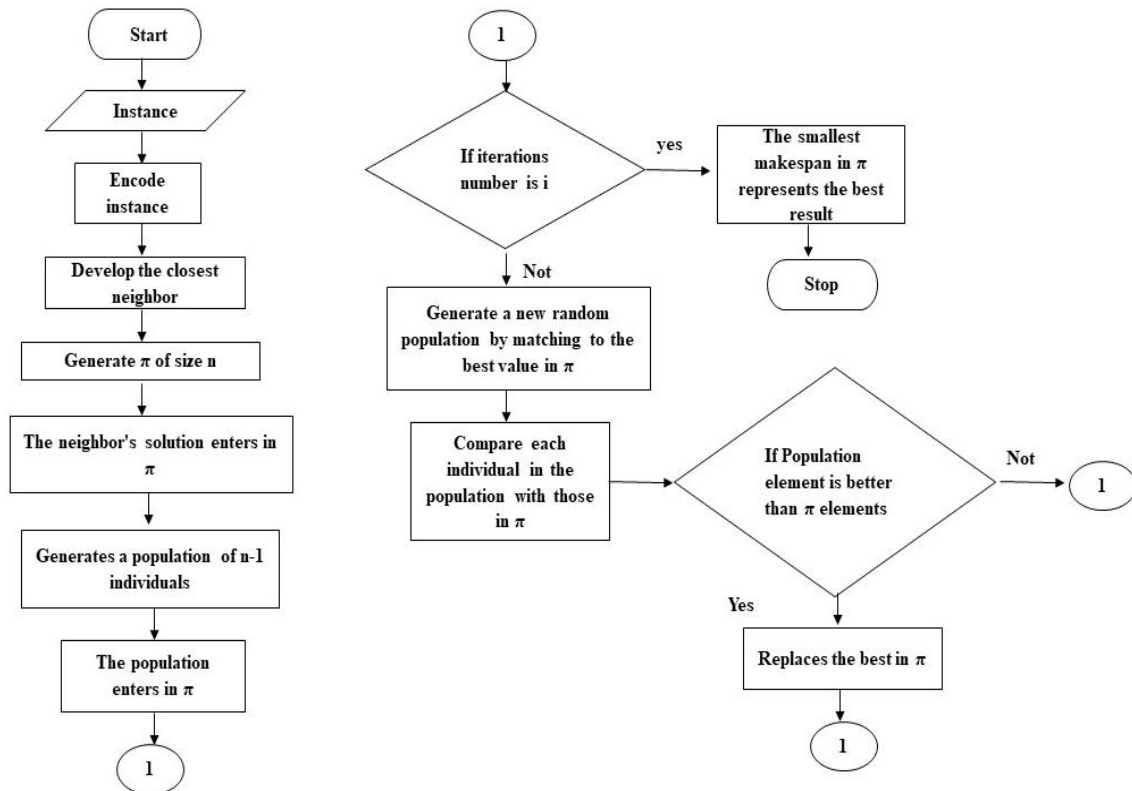 Start
Instance
Encode
instance
Develop the closest
neighbor
Generate π of size n
The neighbor's solution enters in
π
Generates a population of n-1
individuals
The population
enters in π
1
1
If iterations
number is i
yes
The smallest
makespan in π
represents the best
result
Stop
Not
Generate a new random
population by matching to the
best value in π
Compare each
individual in the
population with those
in π
If Population
element is better
than π elements
Not
1
Yes
Replaces the best in π
1